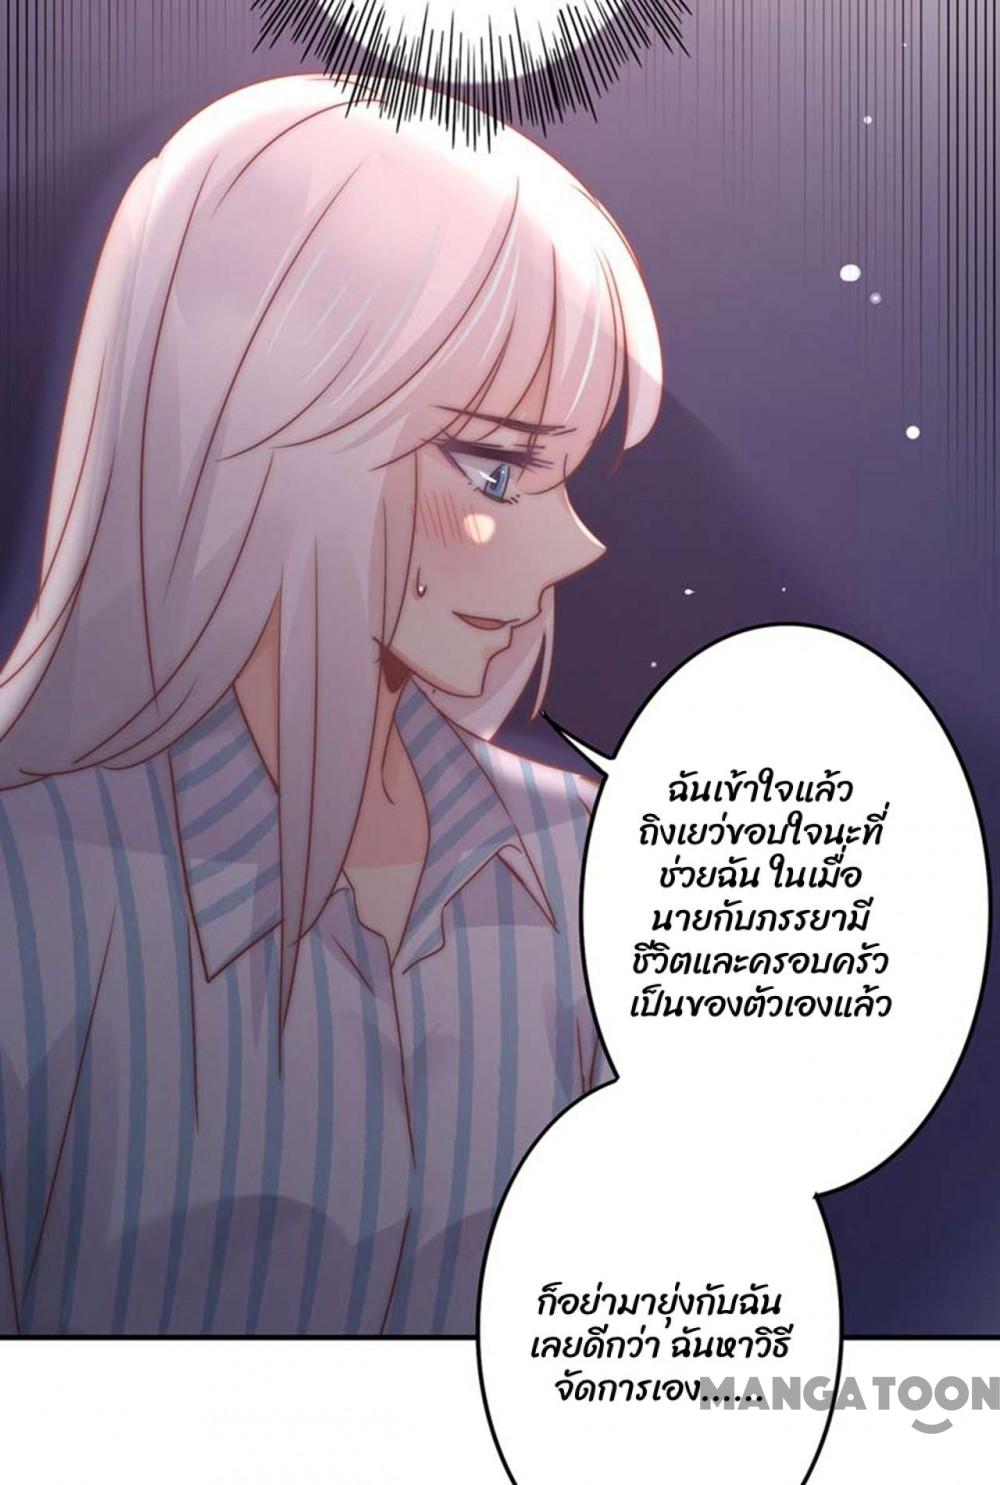 ฉันเข้าใจแล้ว
ถิงเยว่ขอบใจนะที่
ช่วยฉัน ในเมื่อ
นายกับภรรยามี
ชีวิตและครอบครัว
เป็นของตัวเองแล้ว
ก็อย่ามายุ่งกับฉัน
เลยดีกว่า ฉันหาวิธี
จัดการเอง......
MANGATOON